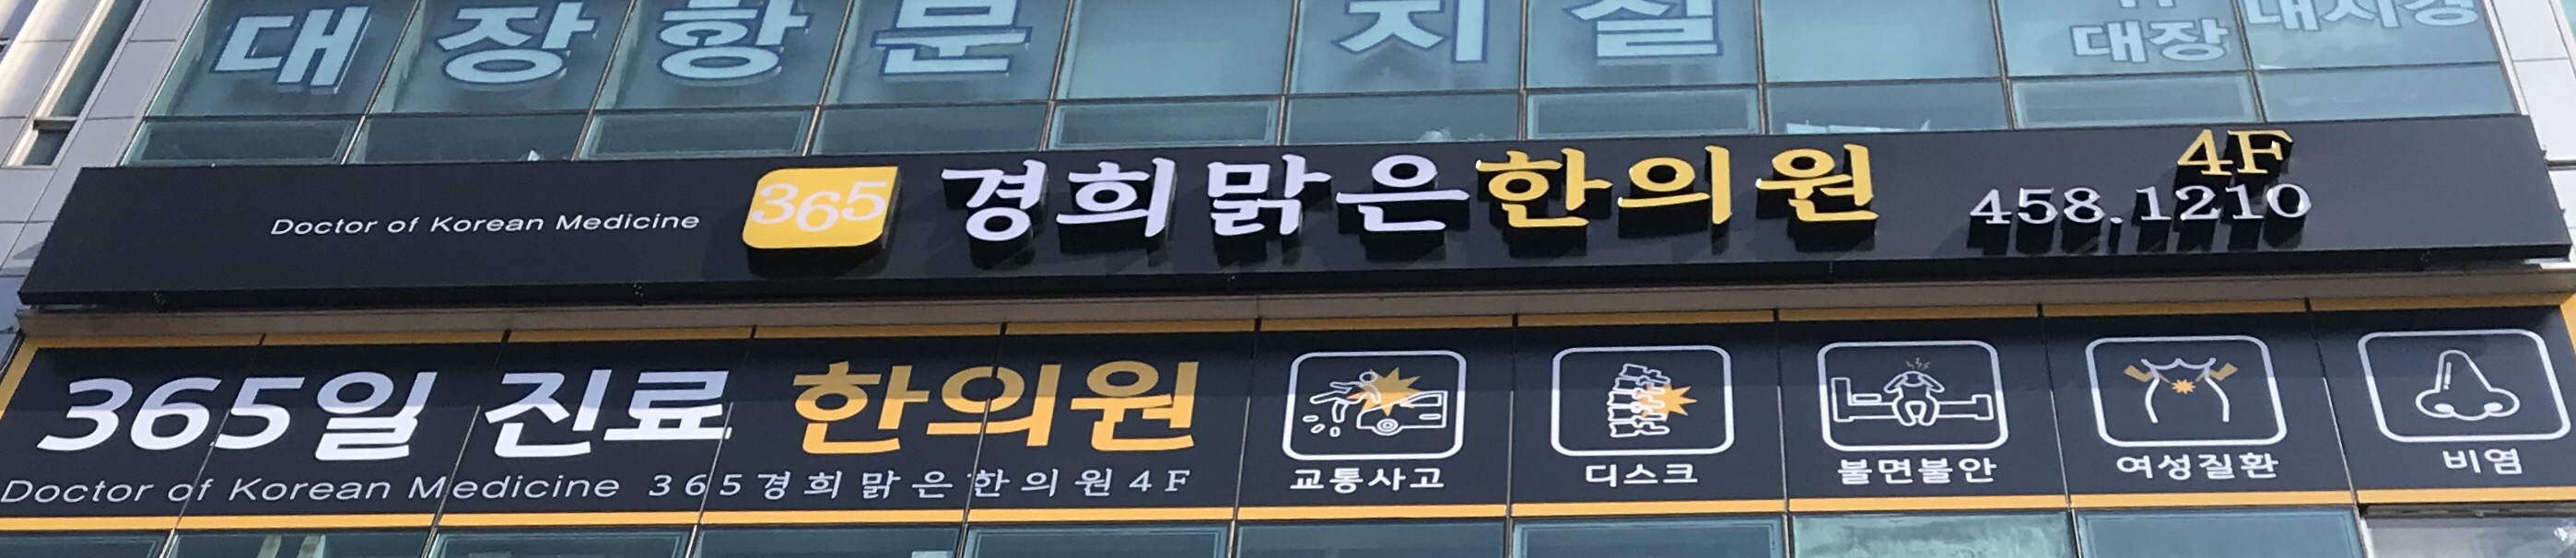 대장항문 치질
대장 내시경
Doctor of Korean Medicine 365 경희맑은한의원 4F
458.1210
365일 진료 한의원
Doctor of Korean Medicine 365경희맑은한의원4F
교통사고 디스크 불면불안 여성질환 비염